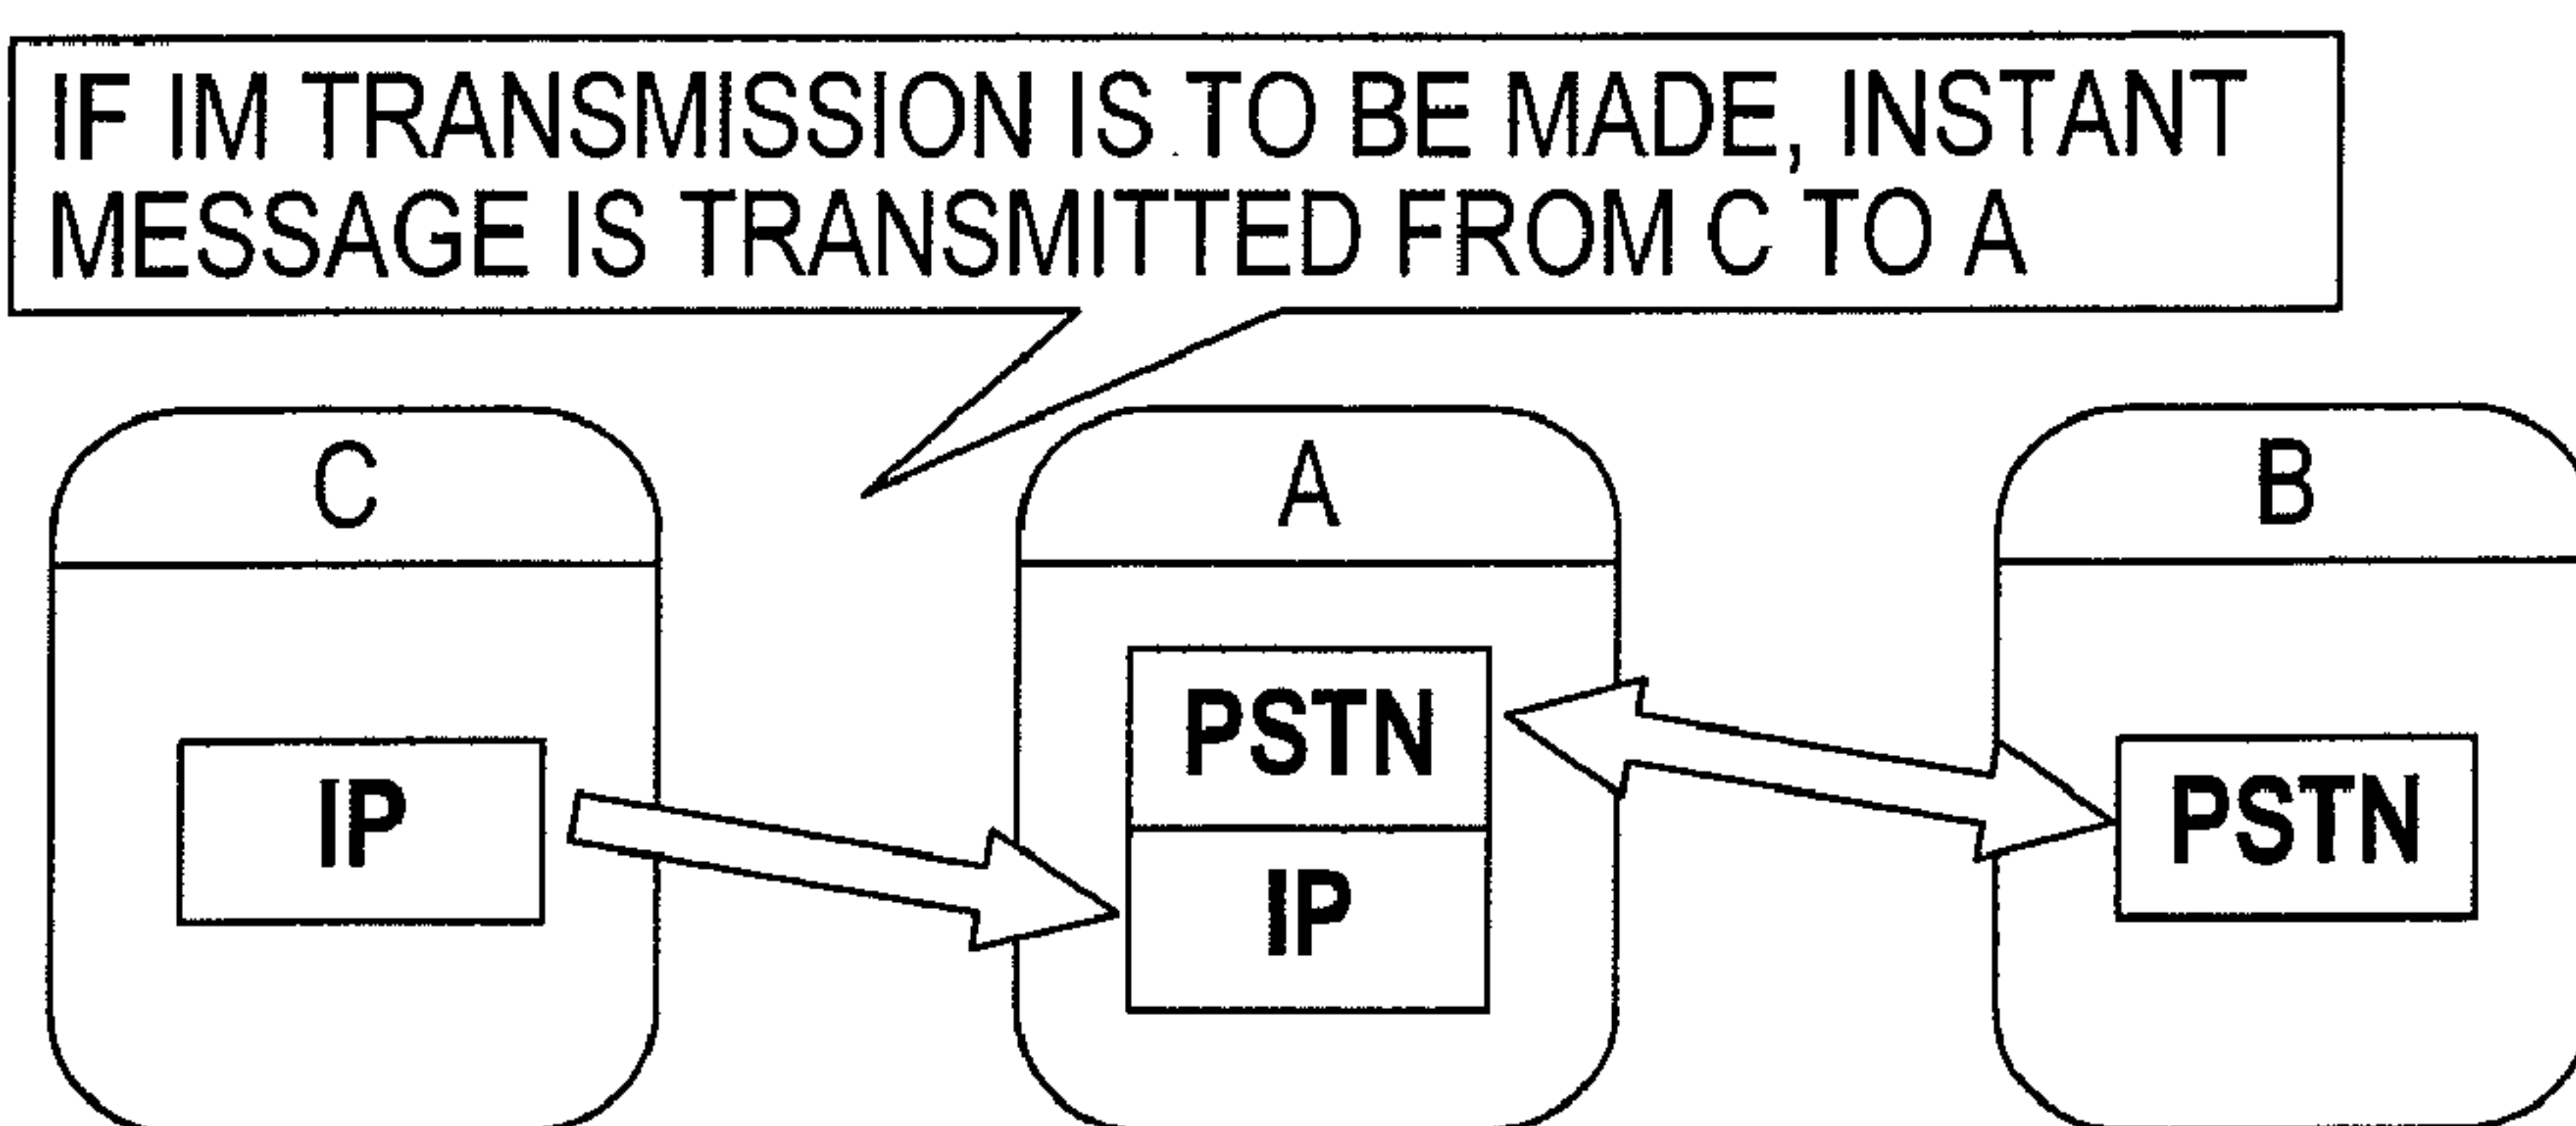 IF IM TRANSMISSION IS TO BE MADE, INSTANT
MESSAGE IS TRANSMITTED FROM C TO A
C
A
B
PSTN
IP
PSTN
IP